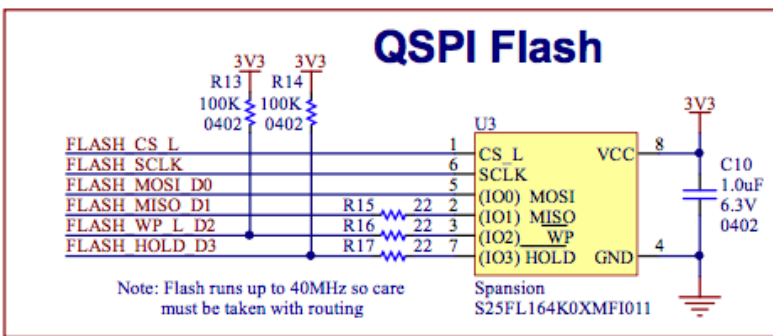 QSPI Flash
3V3 3V3
R13 R14
100K 100K
0402 0402
3V3
U3
FLASH_CS_L 1 CS_L VCC 8
FLASH_SCLK 6 SCLK
FLASH_MOSI_D0 5 (IO0) MOSI
FLASH_MISO_D1 R15 22 2 (IO1) MISO
FLASH_WP_L_D2 R16 22 3 (IO2) WP
FLASH_HOLD_D3 R17 22 7 (IO3) HOLD GND 4
C10
1.0uF
6.3V
0402
Note: Flash runs up to 40MHz so care
must be taken with routing
Spansion
S25FL164K0XMFI011